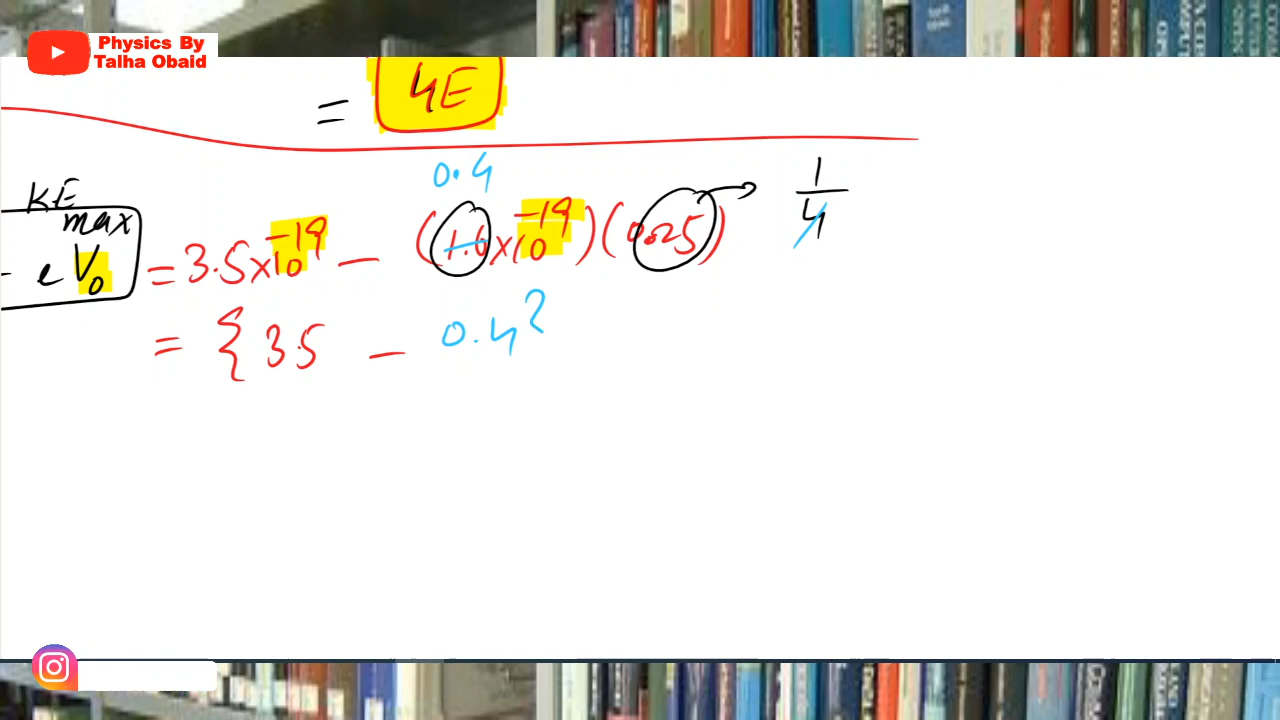 Physics By
Talha Obaid
= 4E
0.4
KE max
- e V₀ = 3.5×10⁻¹⁹ - (1.6×10⁻¹⁹)(0.25) → 1/4
= { 3.5 - 0.4 }